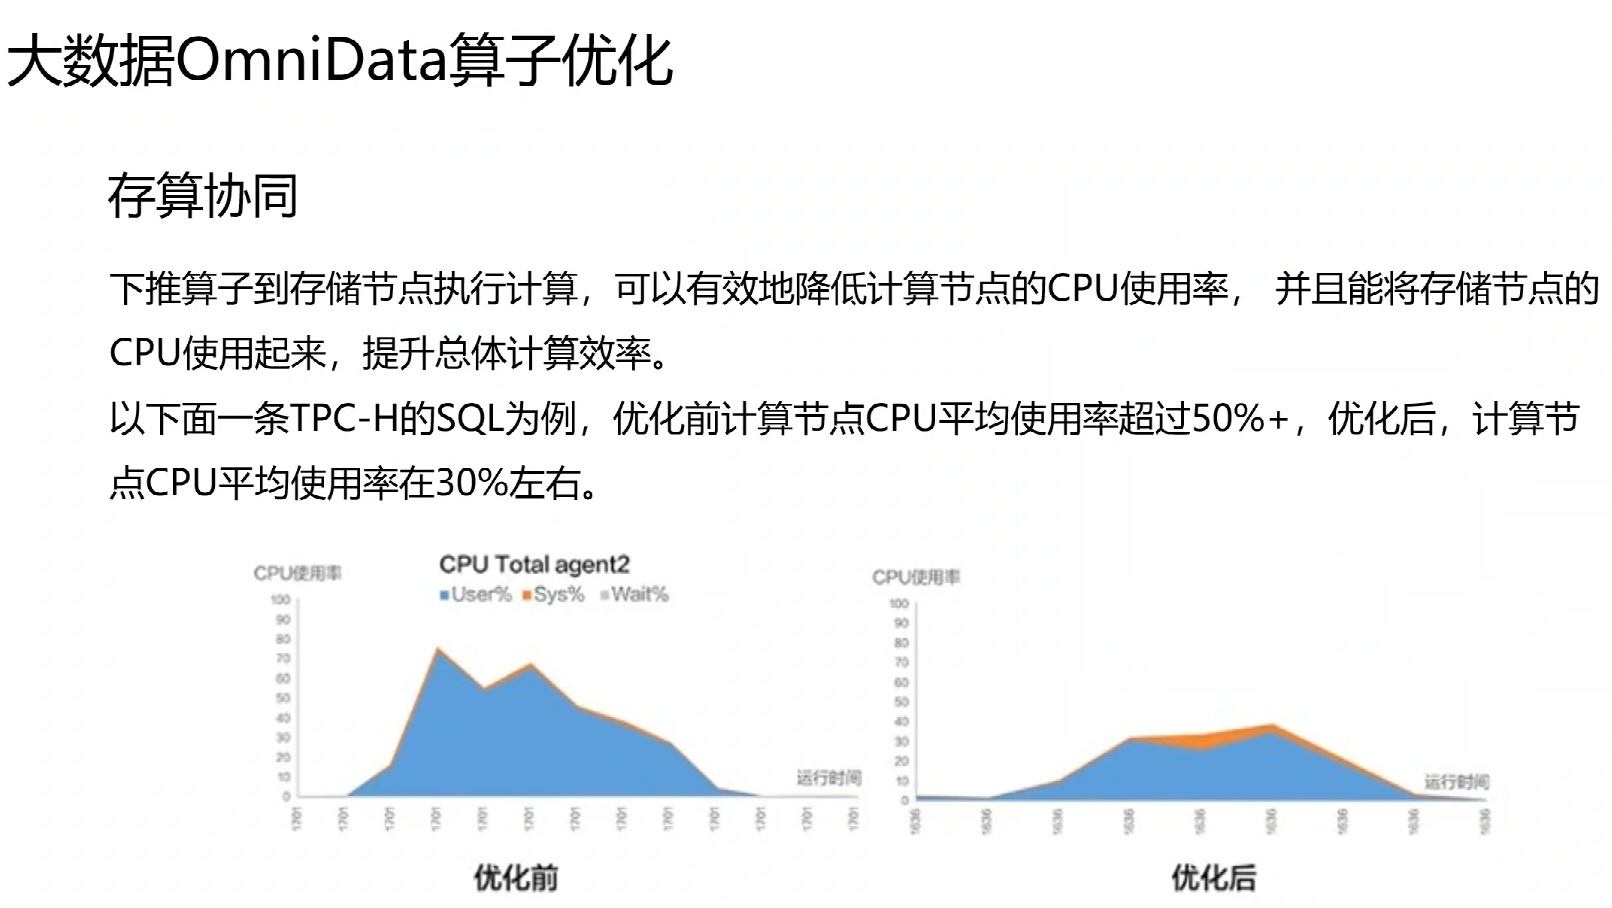 大数据OmniData算子优化
存算协同
下推算子到存储节点执行计算，可以有效地降低计算节点的CPU使用率， 并且能将存储节点的
CPU使用起来，提升总体计算效率。
以下面一条TPC-H的SQL为例，优化前计算节点CPU平均使用率超过50%+，优化后，计算节
点CPU平均使用率在30%左右。
CPU使用率
CPU Total agent2
User% Sys% Wait%
100
90
80
70
60
50
40
30
20
10
0
运行时间
1701 1701 1701 1701 1701 1701 1701 1701 1701 1701 1701 1701 1701
优化前
CPU使用率
100
90
80
70
60
50
40
30
20
10
0
运行时间
1636 1636 1636 1636 1636 1636 1636 1636 1636
优化后